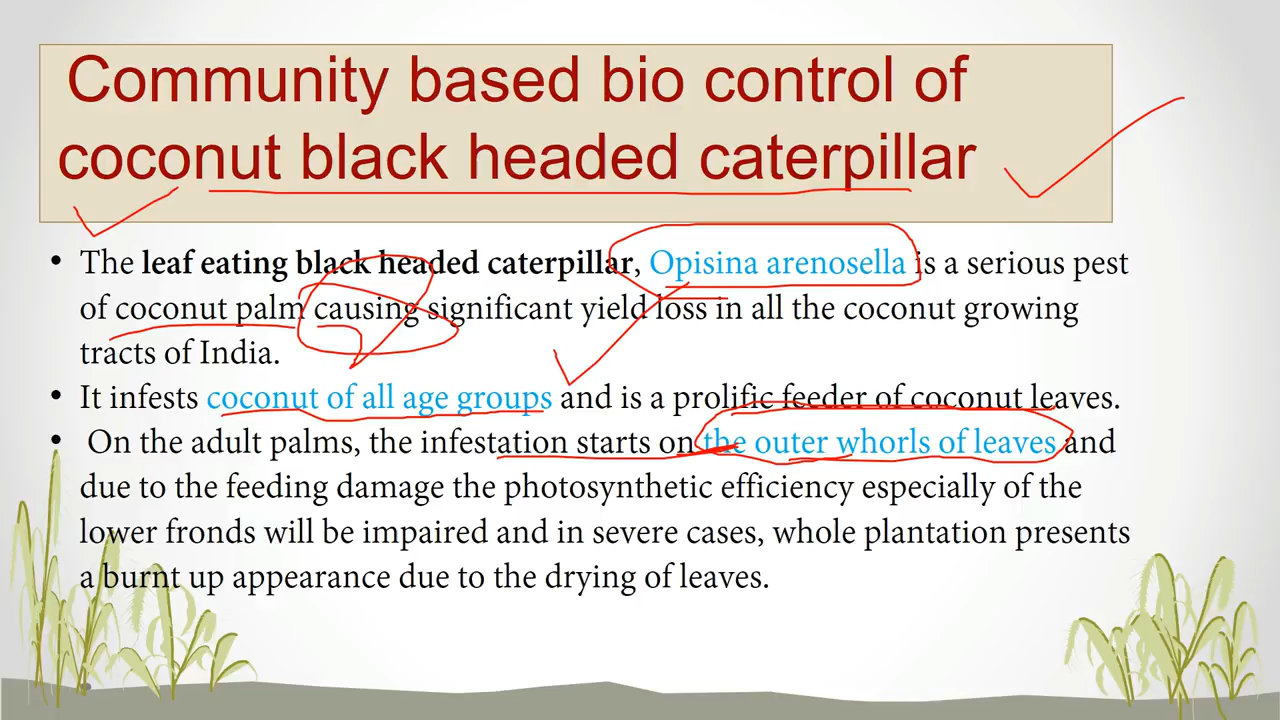 Community based bio control of
coconut black headed caterpillar
• The leaf eating black headed caterpillar, Opisina arenosella is a serious pest
of coconut palm causing significant yield loss in all the coconut growing
tracts of India.
• It infests coconut of all age groups and is a prolific feeder of coconut leaves.
• On the adult palms, the infestation starts on the outer whorls of leaves and
due to the feeding damage the photosynthetic efficiency especially of the
lower fronds will be impaired and in severe cases, whole plantation presents
a burnt up appearance due to the drying of leaves.